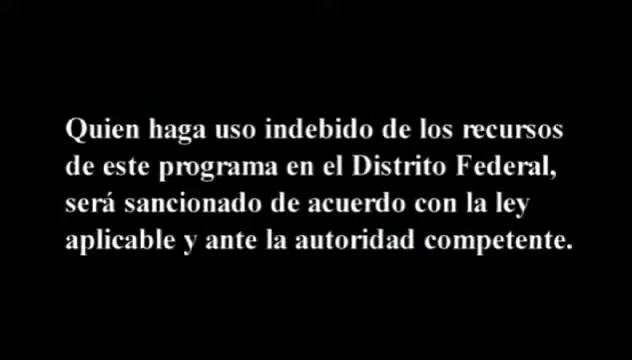 Quien haga uso indebido de los recursos
de este programa en el Distrito Federal,
será sancionado de acuerdo con la ley
aplicable y ante la autoridad competente.